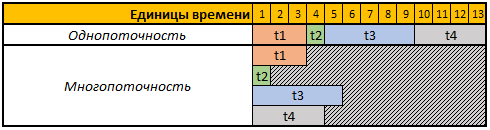 Единицы времени 1 2 3 4 5 6 7 8 9 10 11 12 13
Однопоточность t1 t2 t3 t4
t1
t2
Многопоточность
t3
t4